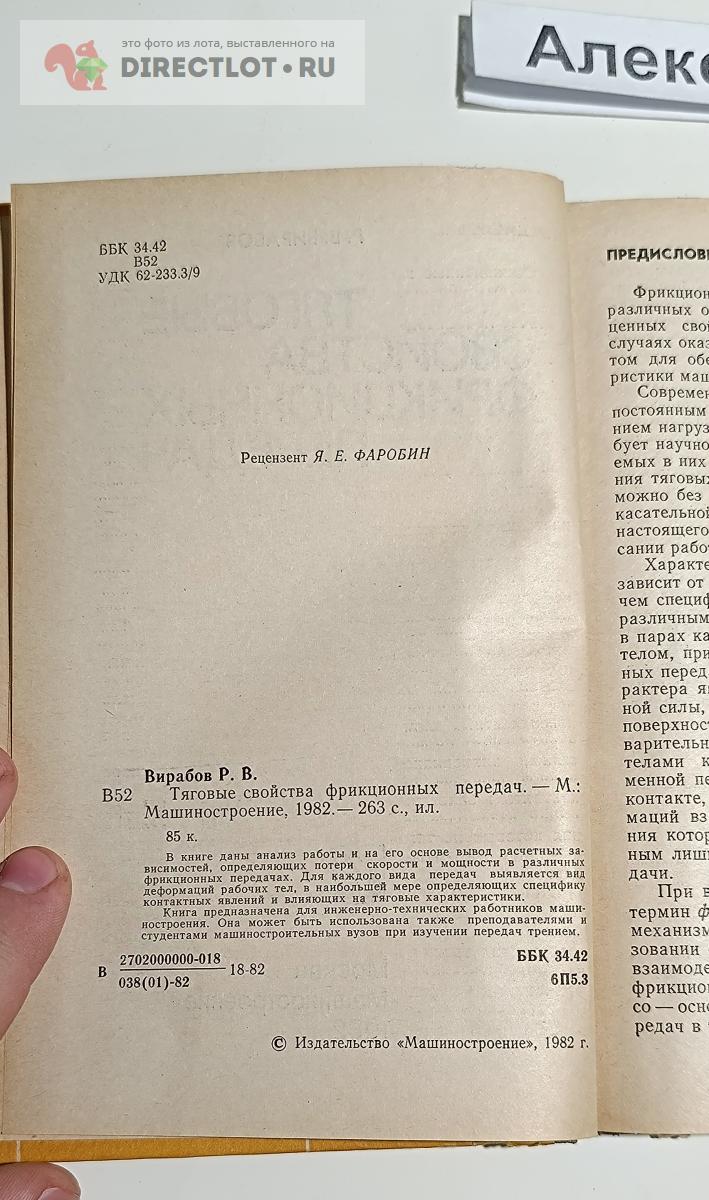 это фото из лота, выставленного на
DIRECTLOT.RU
Алекс
ББК 34.42
В52
УДК 62-233.3/9
Рецензент Я. Е. ФАРОБИН
Вирабов Р. В.
В52 Тяговые свойства фрикционных передач. — М.:
Машиностроение, 1982.— 263 с., ил.
85 к.
В книге даны анализ работы и на его основе вывод расчетных за-
висимостей, определяющих потери скорости и мощности в различных
фрикционных передачах. Для каждого вида передач выявляется вид
деформаций рабочих тел, в наибольшей мере определяющих специфику
контактных явлений и влияющих на тяговые характеристики.
Книга предназначена для инженерно-технических работников маши-
ностроения. Она может быть использована также преподавателями и
студентами машиностроительных вузов при изучении передач трением.
В 2702000000-018 18-82
038(01)-82
ББК 34.42
6П5.3
© Издательство «Машиностроение», 1982 г.
ПРЕДИСЛОВИ
Фрикцион
различных о
ценных свой
случаях оказ
том для обе
ристики маш
Современ
постоянным
нием нагруз
бует научно
емых в них
ния тяговых
можно без
касательной
настоящего
сании рабо
Характе
зависит от
чем специф
различным
в парах ка
телом, при
ных перед
рактера яв
ной силы,
поверхност
варительн
телами к
менной пе
контакте,
маций вз
ния котор
ным лиш
дачи.
При в
термин ф
механизм
зовании
взаимоде
фрикцион
со — осно
редач в